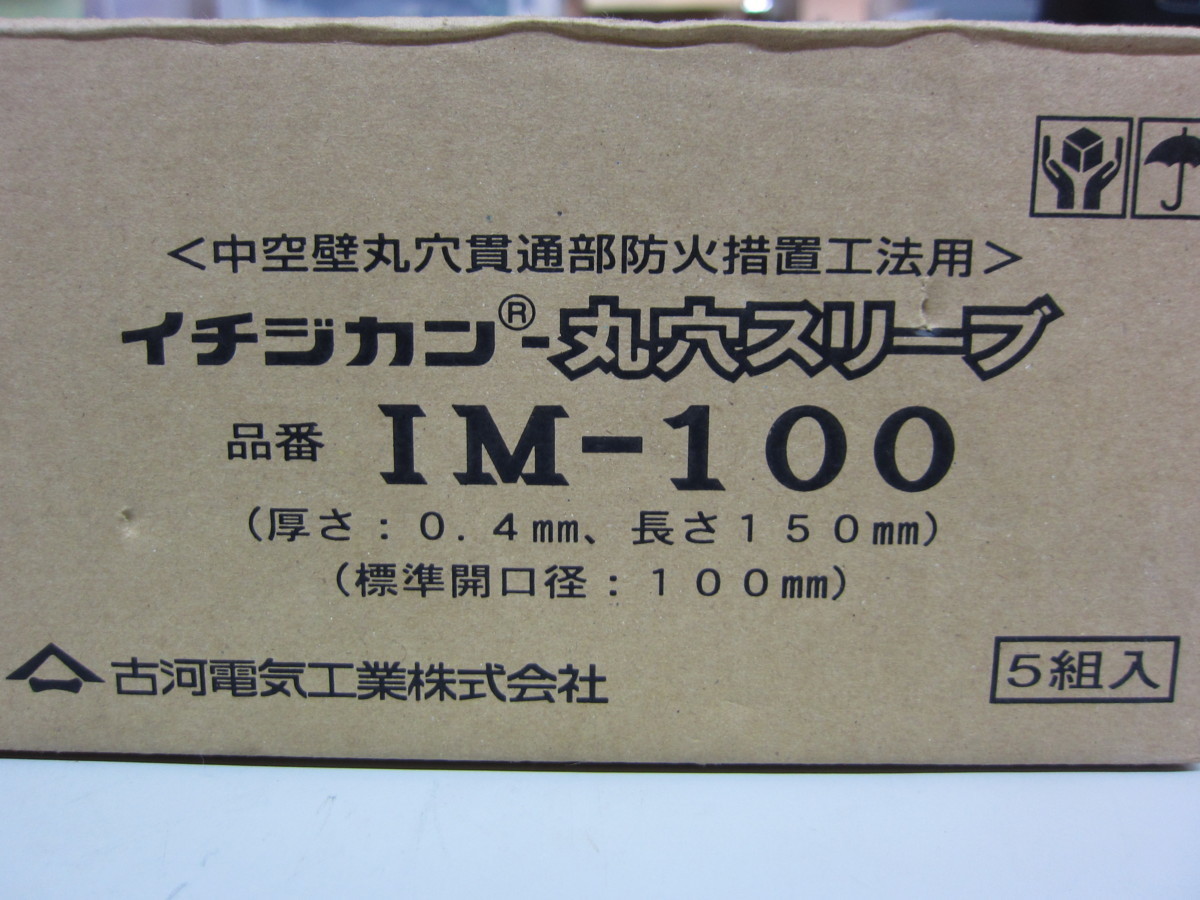 <中空壁丸穴貫通部防火措置工法用>
イチジカン®-丸穴スリーブ
品番 IM-100
(厚さ:0.4㎜、長さ150㎜)
(標準開口径:100㎜)
古河電気工業株式会社
5組入